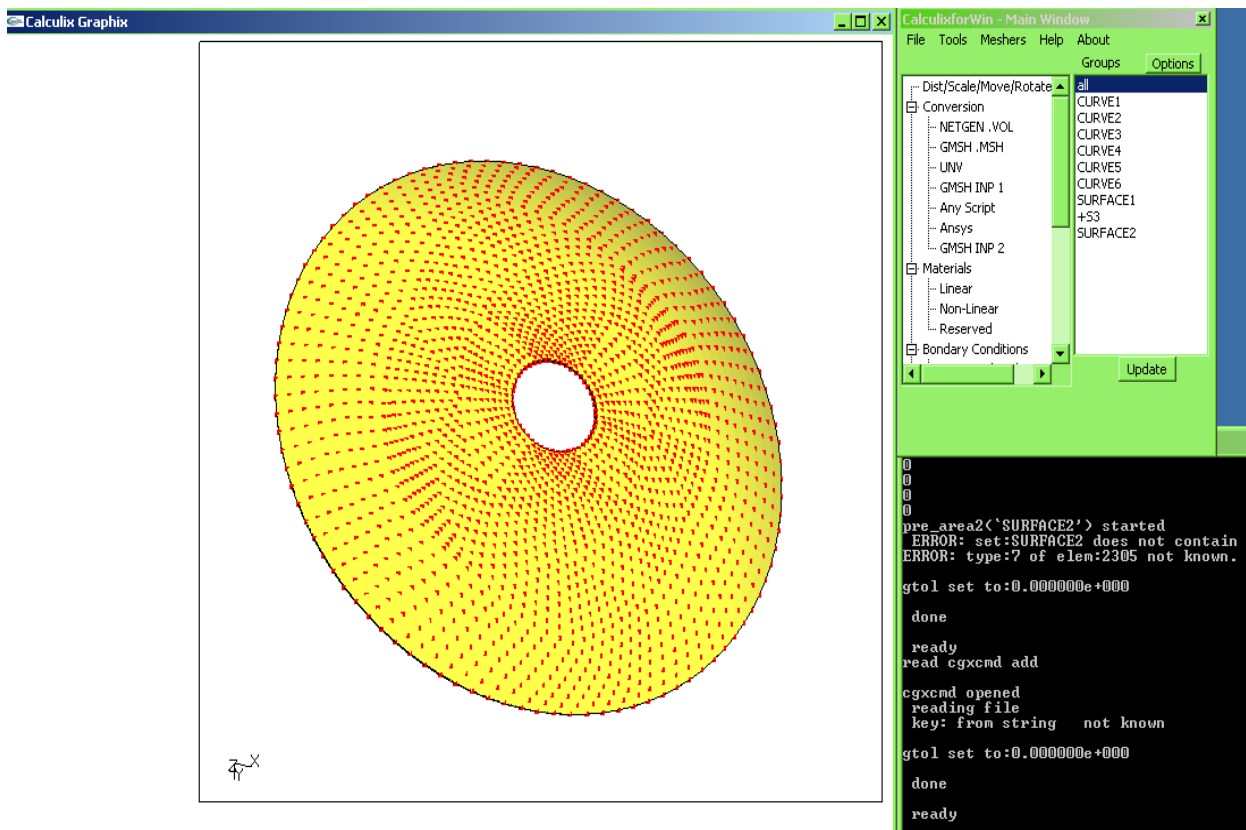 Calculix Graphix
Z X
Y
CalculixforWin - Main Window
File Tools Meshers Help About
Groups Options
Dist/Scale/Move/Rotate
Conversion
NETGEN .VOL
GMSH .MSH
UNV
GMSH INP 1
Any Script
Ansys
GMSH INP 2
Materials
Linear
Non-Linear
Reserved
Bondary Conditions
all
CURVE1
CURVE2
CURVE3
CURVE4
CURVE5
CURVE6
SURFACE1
+S3
SURFACE2
Update
0
0
0
0
pre_area2(`SURFACE2') started
ERROR: set:SURFACE2 does not contain
ERROR: type:7 of elem:2305 not known.
gtol set to:0.000000e+000
done
ready
read cgxcmd add
cgxcmd opened
reading file
key: from string not known
gtol set to:0.000000e+000
done
ready